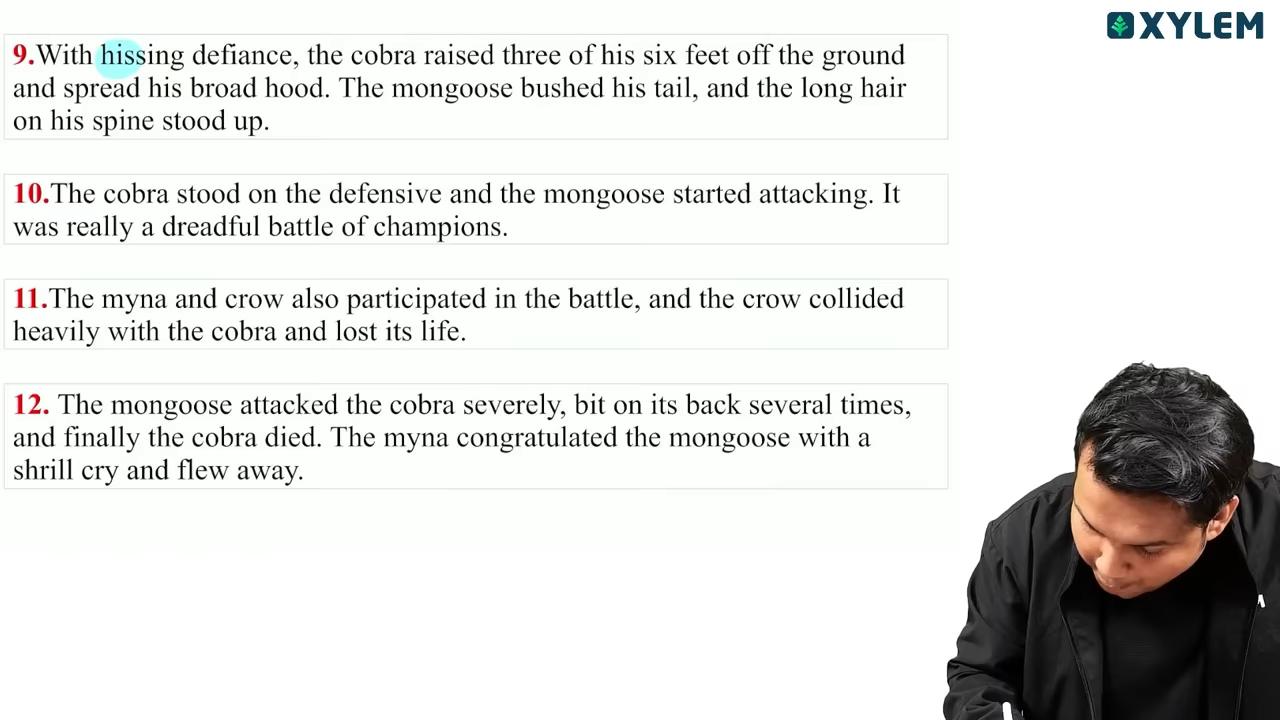 XYLEM
9.With hissing defiance, the cobra raised three of his six feet off the ground
and spread his broad hood. The mongoose bushed his tail, and the long hair
on his spine stood up.
10.The cobra stood on the defensive and the mongoose started attacking. It
was really a dreadful battle of champions.
11.The myna and crow also participated in the battle, and the crow collided
heavily with the cobra and lost its life.
12. The mongoose attacked the cobra severely, bit on its back several times,
and finally the cobra died. The myna congratulated the mongoose with a
shrill cry and flew away.